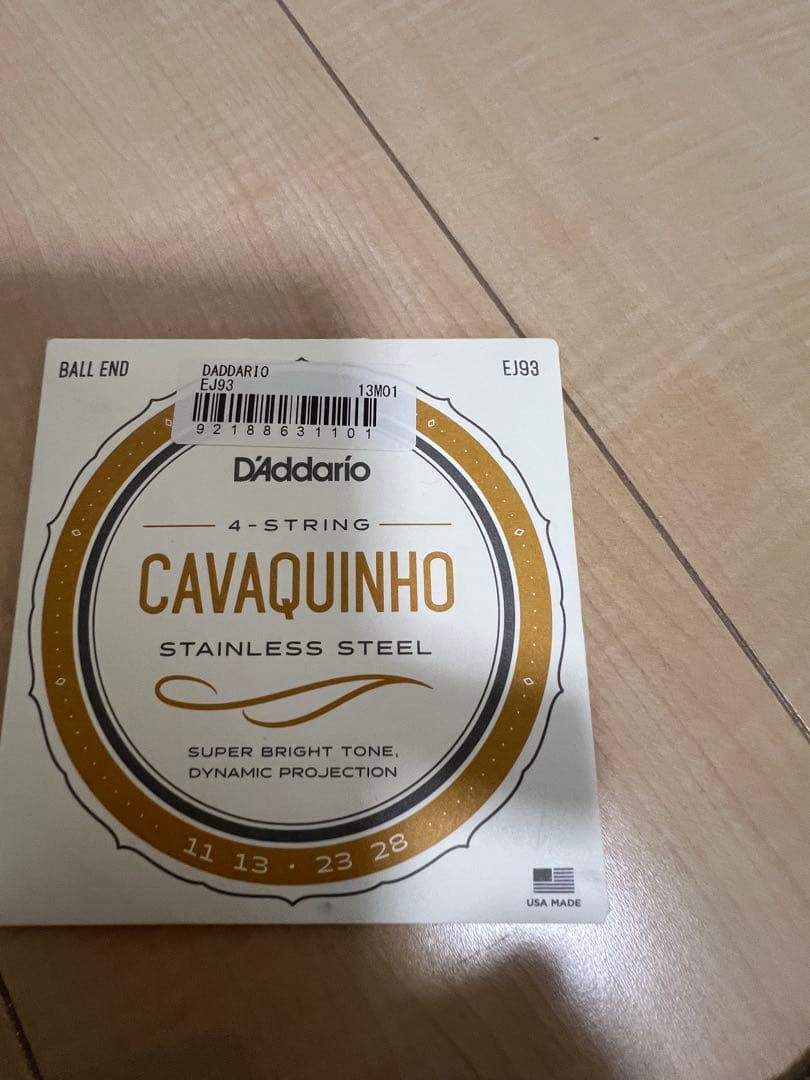 BALL END
EJ93
DADDARIO
EJ93
13M01
92188631101
D'Addario
4-STRING
CAVAQUINHO
STAINLESS STEEL
SUPER BRIGHT TONE,
DYNAMIC PROJECTION
11 13 · 23 28
USA MADE